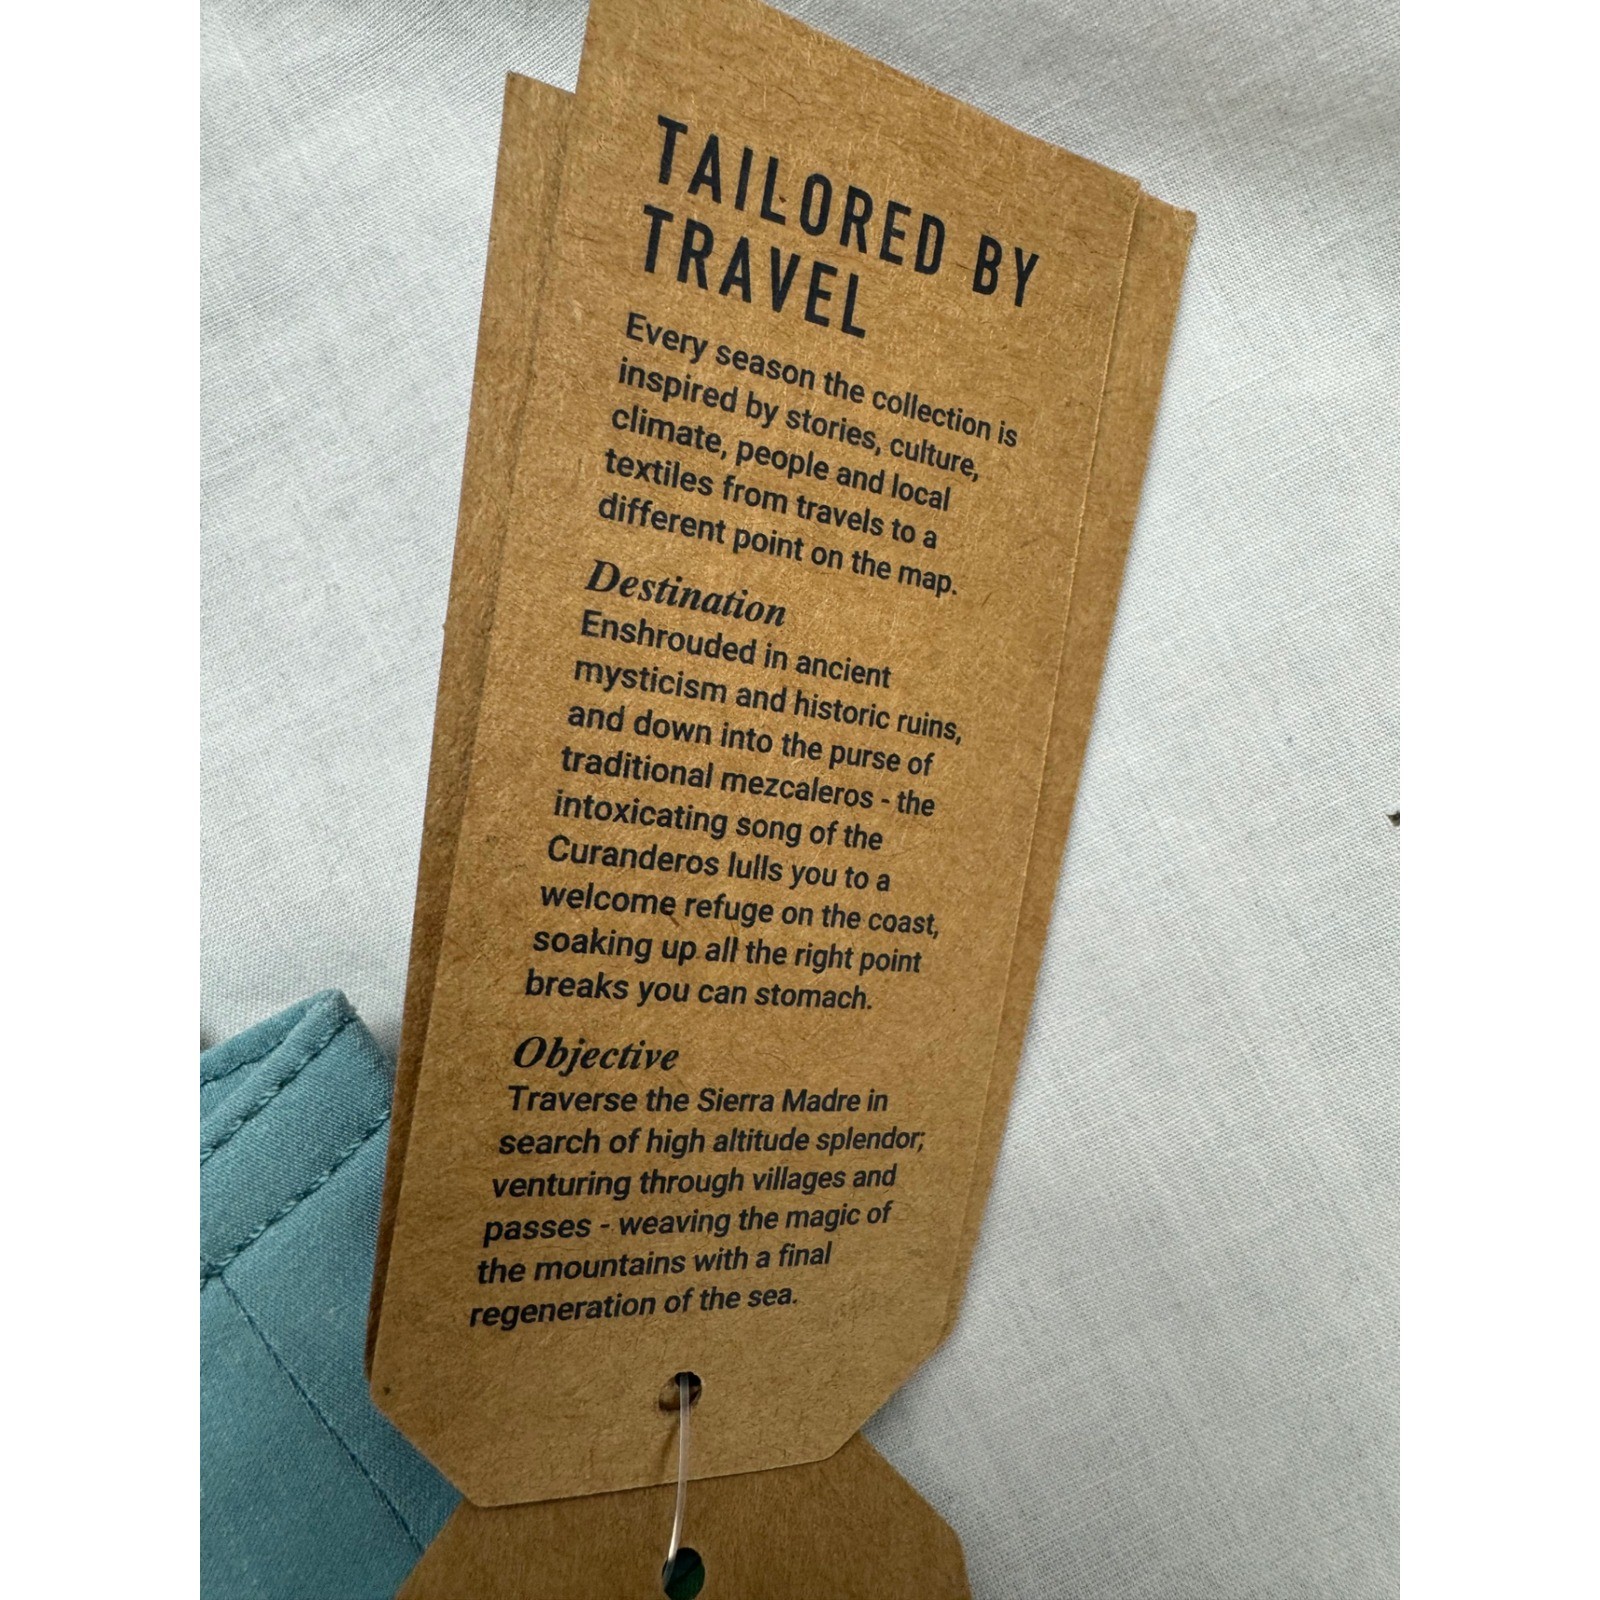 TAILORED BY
TRAVEL
Every season the collection is
inspired by stories, culture,
climate, people and local
textiles from travels to a
different point on the map.
Destination
Enshrouded in ancient
mysticism and historic ruins,
and down into the purse of
traditional mezcaleros - the
intoxicating song of the
Curanderos lulls you to a
welcome refuge on the coast,
soaking up all the right point
breaks you can stomach.
Objective
Traverse the Sierra Madre in
search of high altitude splendor;
venturing through villages and
passes - weaving the magic of
the mountains with a final
regeneration of the sea.